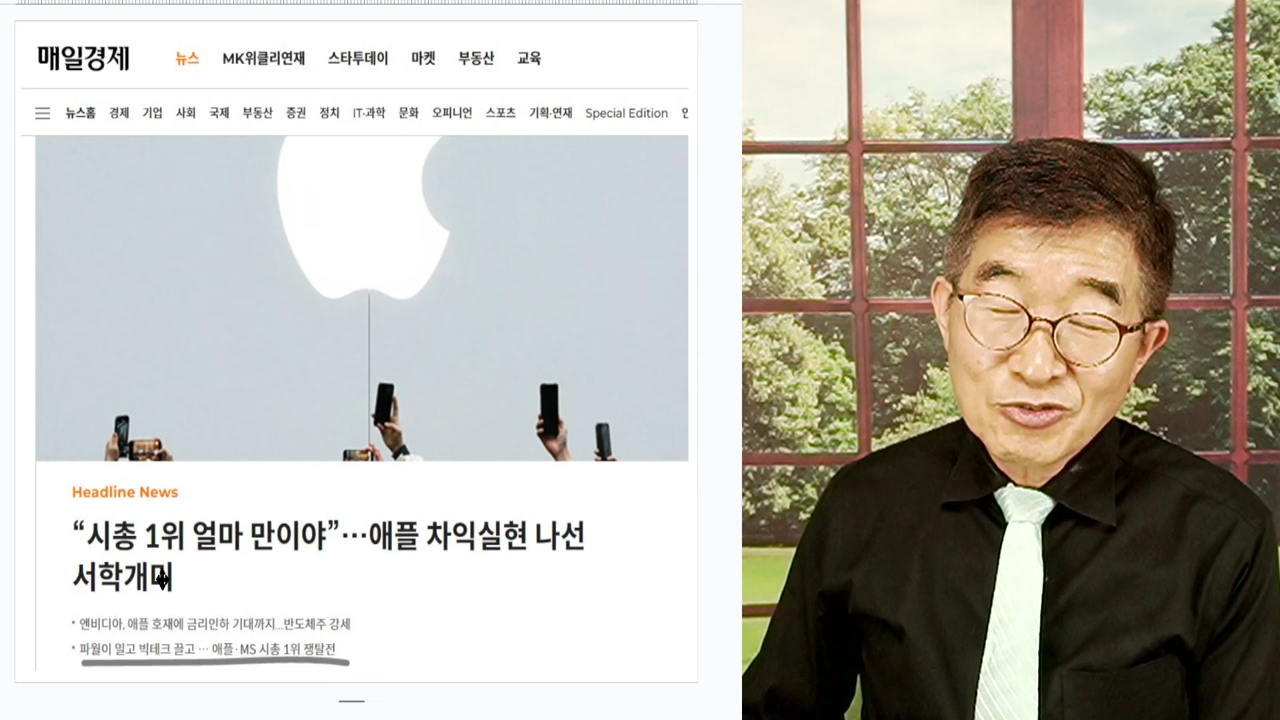 매일경제
뉴스 MK위클리연재 스타투데이 마켓 부동산 교육
뉴스홈 경제 기업 사회 국제 부동산 증권 정치 IT·과학 문화 오피니언 스포츠 기획·연재 Special Edition
Headline News
“시총 1위 얼마 만이야”…애플 차익실현 나선
서학개미
• 엔비디아, 애플 호재에 금리인하 기대까지...반도체주 강세
• 파월이 밀고 빅테크 끌고 … 애플·MS 시총 1위 쟁탈전